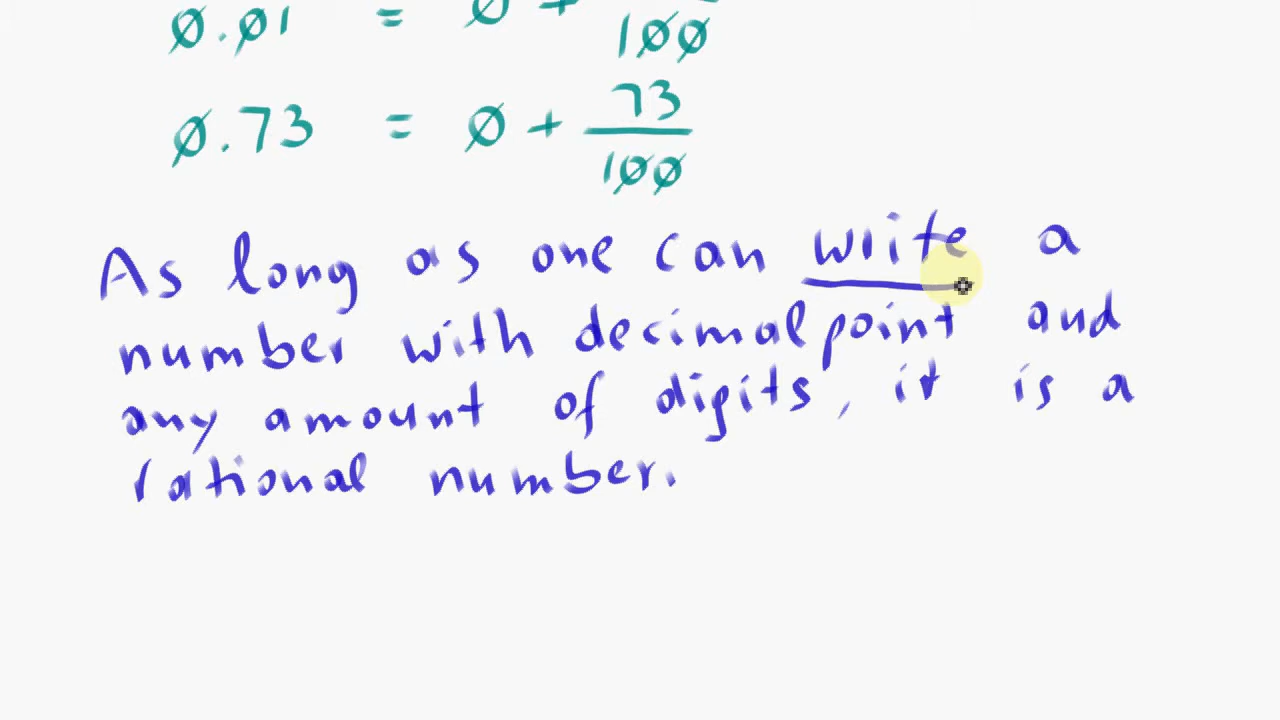 0.01 = 0 + 100
0.73 = 0 + 73/100
As long as one can write a
number with decimal point and
any amount of digits, it is a
rational number.